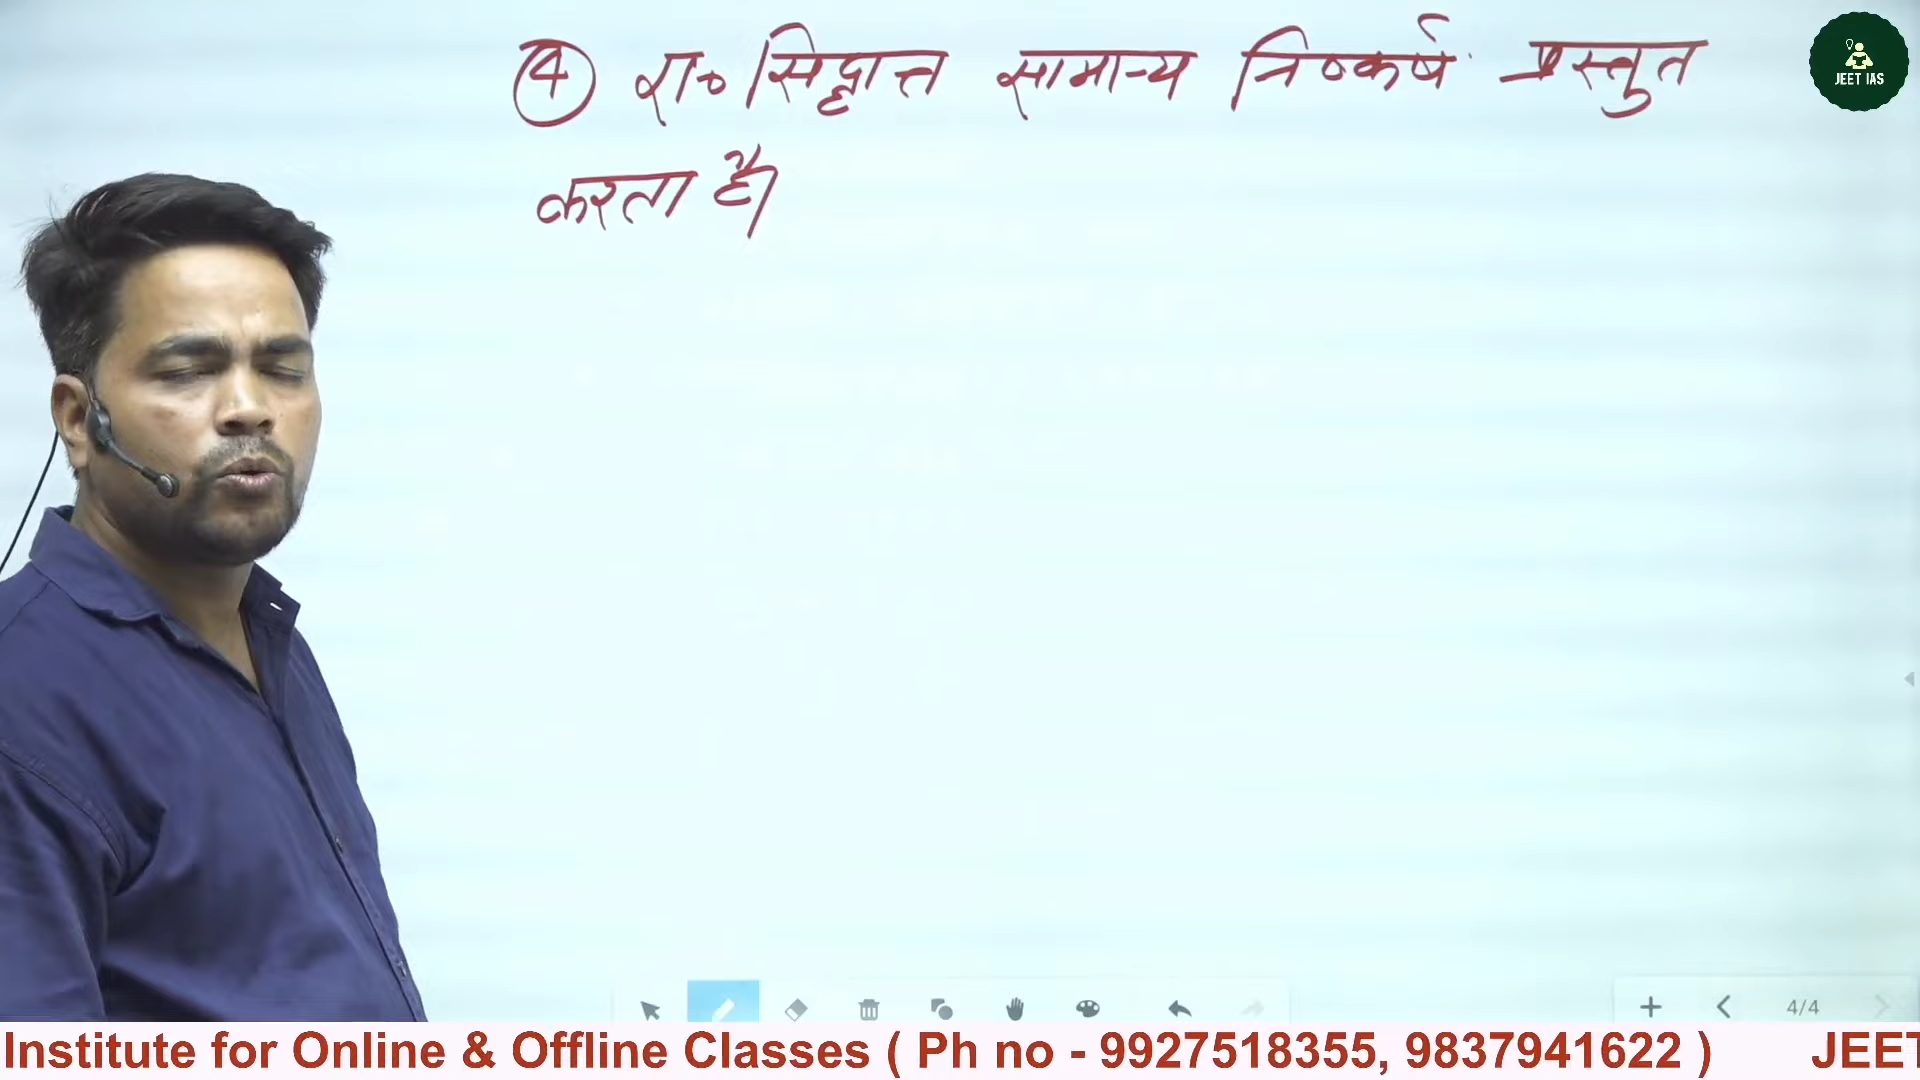 ④ रा० सिद्धान्त सामान्य निष्कर्ष प्रस्तुत
करता है।
JEET IAS
4/4
Institute for Online & Offline Classes ( Ph no - 9927518355, 9837941622 ) JEET